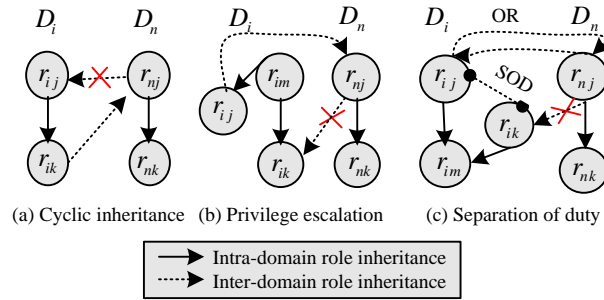 D_i D_n D_i D_n D_i OR D_n
r_ij r_nj r_im r_nj r_ij SOD r_nj
r_ij r_ik
r_ik r_nk r_ik r_nk r_im r_nk
(a) Cyclic inheritance (b) Privilege escalation (c) Separation of duty
Intra-domain role inheritance
Inter-domain role inheritance